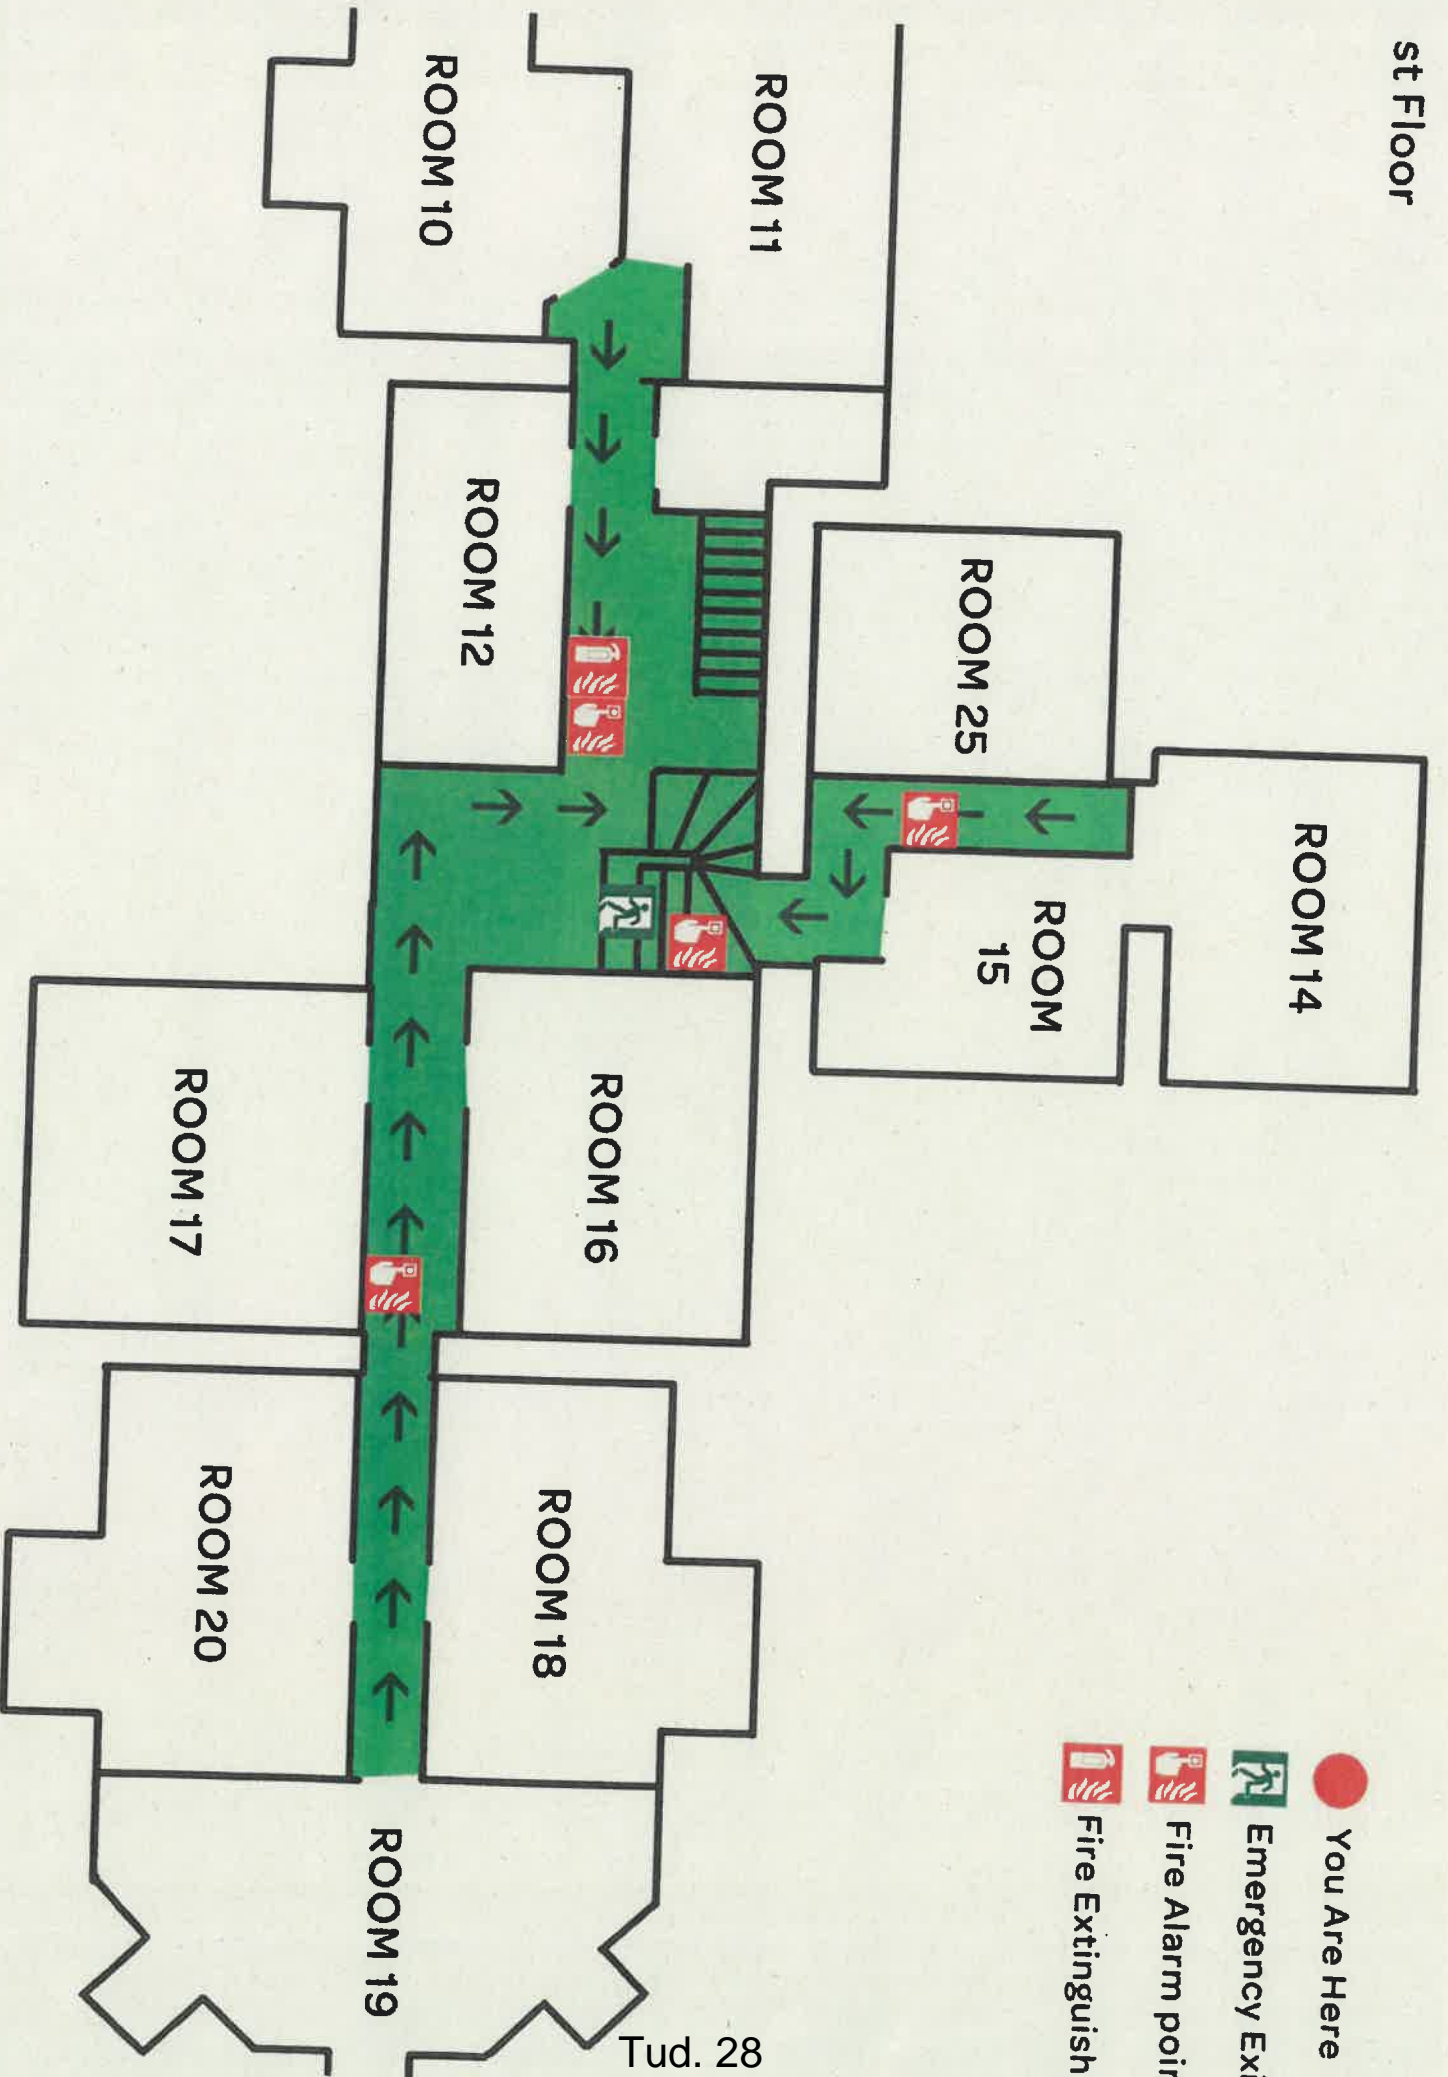 st Floor
ROOM 14
ROOM 25
ROOM
15
ROOM 11
ROOM 16
ROOM 18
ROOM 12
ROOM 10
ROOM 19
ROOM 17
ROOM 20
You Are Here
Emergency Exi
Fire Alarm poin
Fire Extinguish
Tud. 28